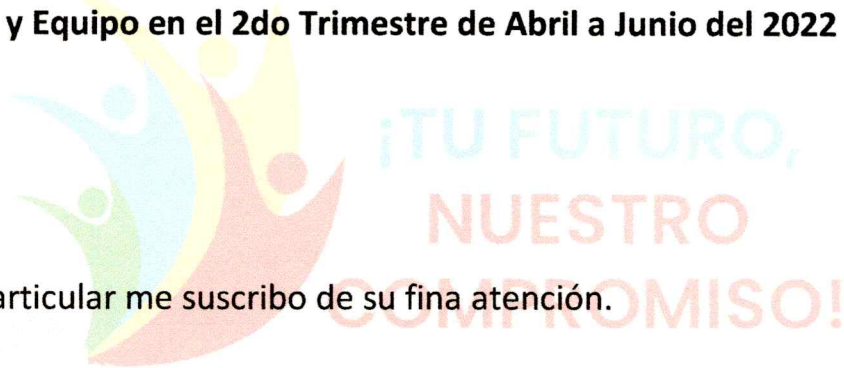 y Equipo en el 2do Trimestre de Abril a Junio del 2022
¡TU FUTURO,
NUESTRO
articular me suscribo de su fina atención.
COMPROMISO!